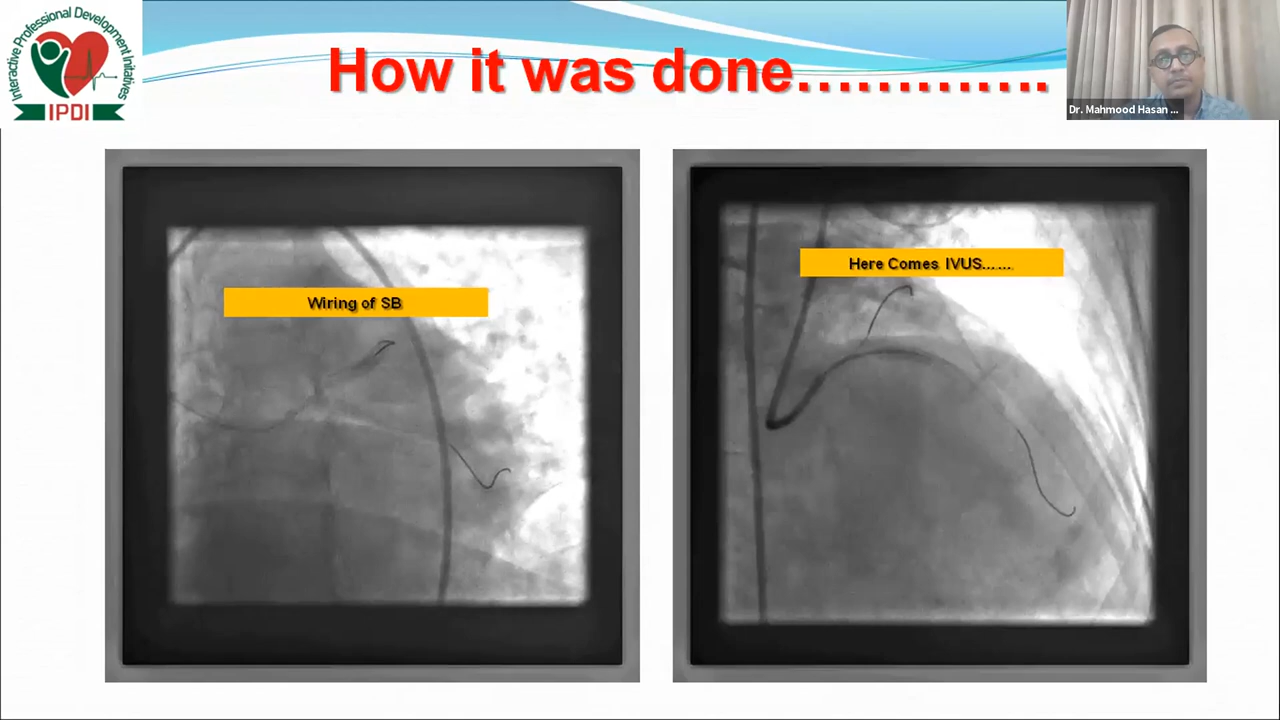 Interactive Professional Development Initiatives
IPDI
How it was done…………..
Dr. Mahmood Hasan ...
Wiring of SB
Here Comes IVUS……